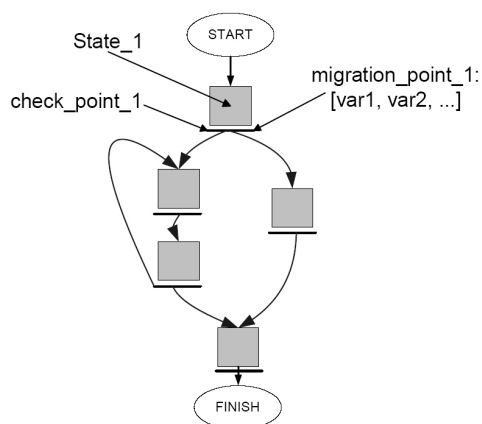 START
State_1
migration_point_1:
[var1, var2, ...]
check_point_1
FINISH